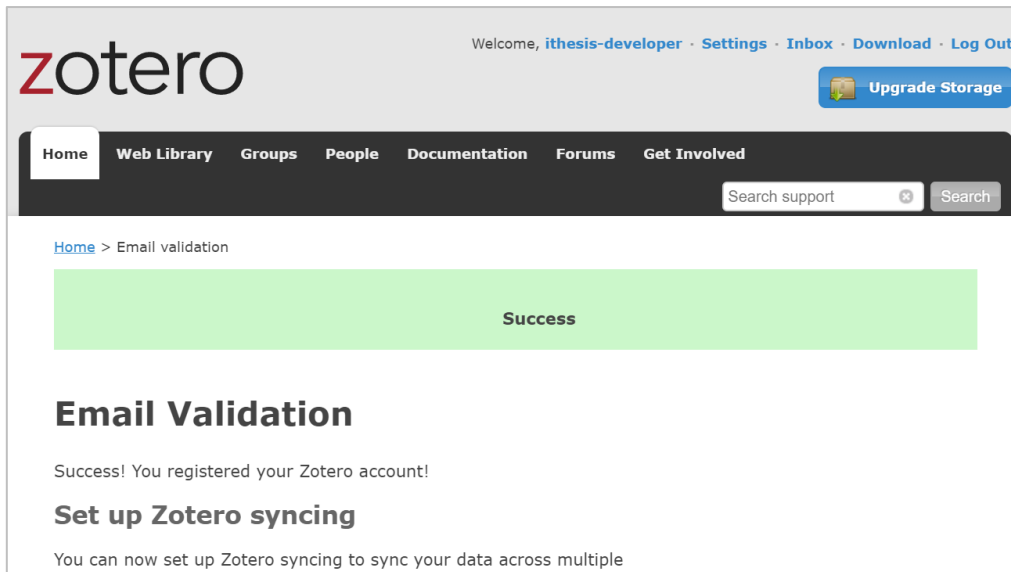 zotero
Welcome, ithesis-developer · Settings · Inbox · Download · Log Out
Upgrade Storage
Home Web Library Groups People Documentation Forums Get Involved
Search support Search
Home > Email validation
Success
Email Validation
Success! You registered your Zotero account!
Set up Zotero syncing
You can now set up Zotero syncing to sync your data across multiple